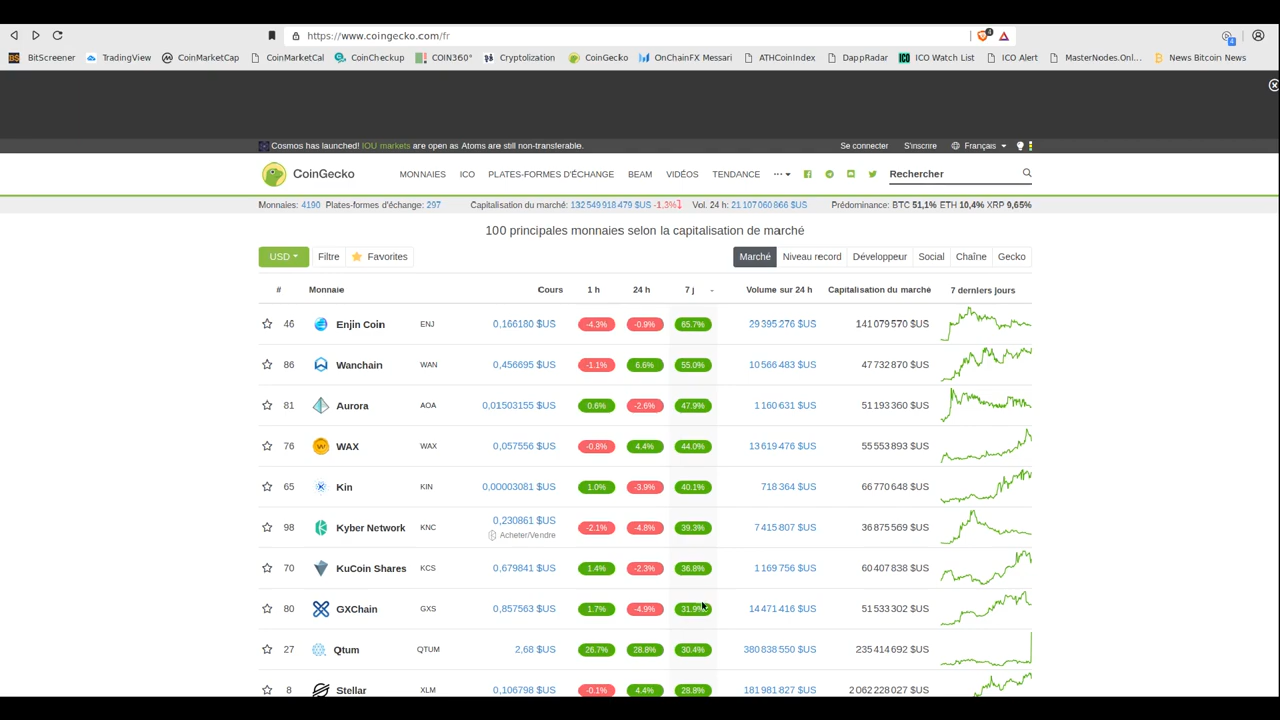 https://www.coingecko.com/fr
BitScreener TradingView CoinMarketCap CoinMarketCal CoinCheckup COIN360° Cryptolization CoinGecko OnChainFX Messari ATHCoinIndex DappRadar ICO Watch List ICO Alert MasterNodes.Onl... News Bitcoin News
Cosmos has launched! IOU markets are open as Atoms are still non-transferable. Se connecter S'inscrire Français
CoinGecko MONNAIES ICO PLATES-FORMES D'ÉCHANGE BEAM VIDÉOS TENDANCE ... Rechercher
Monnaies: 4190 Plates-formes d'échange: 297 Capitalisation du marché: 132 549 918 479 $US -1,3% Vol. 24 h: 21 107 060 866 $US Prédominance: BTC 51,1% ETH 10,4% XRP 9,65%
100 principales monnaies selon la capitalisation de marché
USD Filtre Favorites Marché Niveau record Développeur Social Chaîne Gecko
# Monnaie Cours 1 h 24 h 7 j - Volume sur 24 h Capitalisation du marché 7 derniers jours
46 Enjin Coin ENJ 0,166180 $US -4.3% -0.9% 65.7% 29 395 276 $US 141 079 570 $US
86 Wanchain WAN 0,456695 $US -1.1% 6.6% 55.0% 10 566 483 $US 47 732 870 $US
81 Aurora AOA 0,01503155 $US 0.6% -2.6% 47.9% 1 160 631 $US 51 193 360 $US
76 WAX WAX 0,057556 $US -0.8% 4.4% 44.0% 13 619 476 $US 55 553 893 $US
65 Kin KIN 0,00003081 $US 1.0% -3.9% 40.1% 718 364 $US 66 770 648 $US
98 Kyber Network KNC 0,230861 $US -2.1% -4.8% 39.3% 7 415 807 $US 36 875 569 $US
Acheter/Vendre
70 KuCoin Shares KCS 0,679841 $US 1.4% -2.3% 36.8% 1 169 756 $US 60 407 838 $US
80 GXChain GXS 0,857563 $US 1.7% -4.9% 31.9% 14 471 416 $US 51 533 302 $US
27 Qtum QTUM 2,68 $US 26.7% 28.8% 30.4% 380 838 550 $US 235 414 692 $US
8 Stellar XLM 0,106798 $US -0.1% 4.4% 28.8% 181 981 827 $US 2 062 228 027 $US